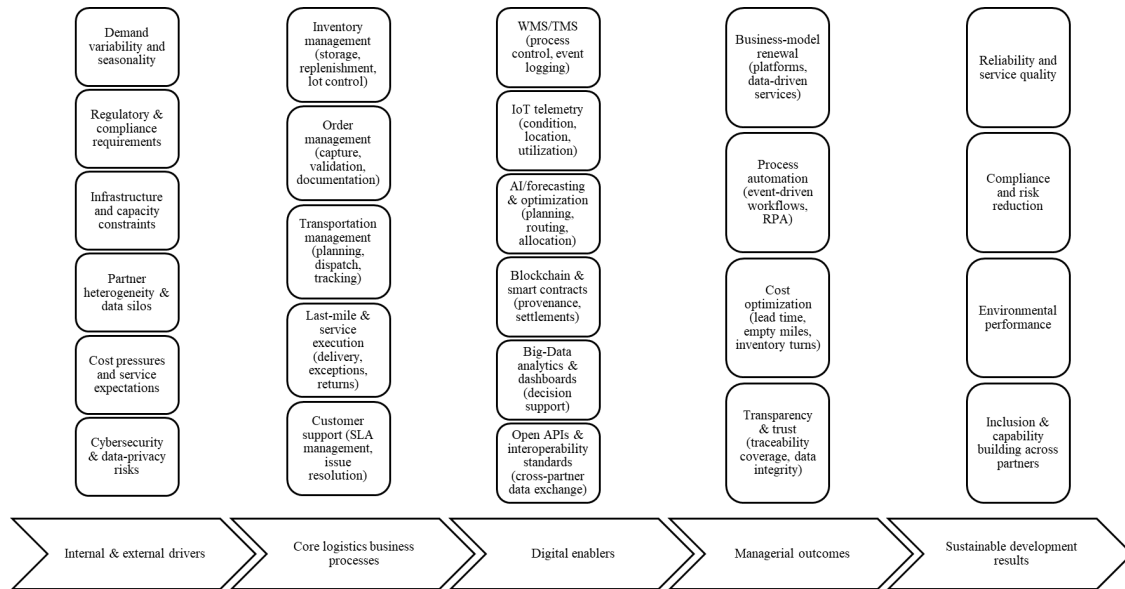 Demand
variability and
seasonality
Regulatory &
compliance
requirements
Infrastructure
and capacity
constraints
Partner
heterogeneity &
data silos
Cost pressures
and service
expectations
Cybersecurity
& data-privacy
risks
Inventory
management
(storage,
replenishment,
lot control)
Order
management
(capture,
validation,
documentation)
Transportation
management
(planning,
dispatch,
tracking)
Last-mile &
service
execution
(delivery,
exceptions,
returns)
Customer
support (SLA
management,
issue
resolution)
WMS/TMS
(process
control, event
logging)
IoT telemetry
(condition,
location,
utilization)
AI/forecasting
& optimization
(planning,
routing,
allocation)
Blockchain &
smart contracts
(provenance,
settlements)
Big-Data
analytics &
dashboards
(decision
support)
Open APIs &
interoperability
standards
(cross-partner
data exchange)
Business-model
renewal
(platforms,
data-driven
services)
Process
automation
(event-driven
workflows,
RPA)
Cost
optimization
(lead time,
empty miles,
inventory turns)
Transparency
& trust
(traceability
coverage, data
integrity)
Reliability and
service quality
Compliance
and risk
reduction
Environmental
performance
Inclusion &
capability
building across
partners
Internal & external drivers
Core logistics business
processes
Digital enablers
Managerial outcomes
Sustainable development
results